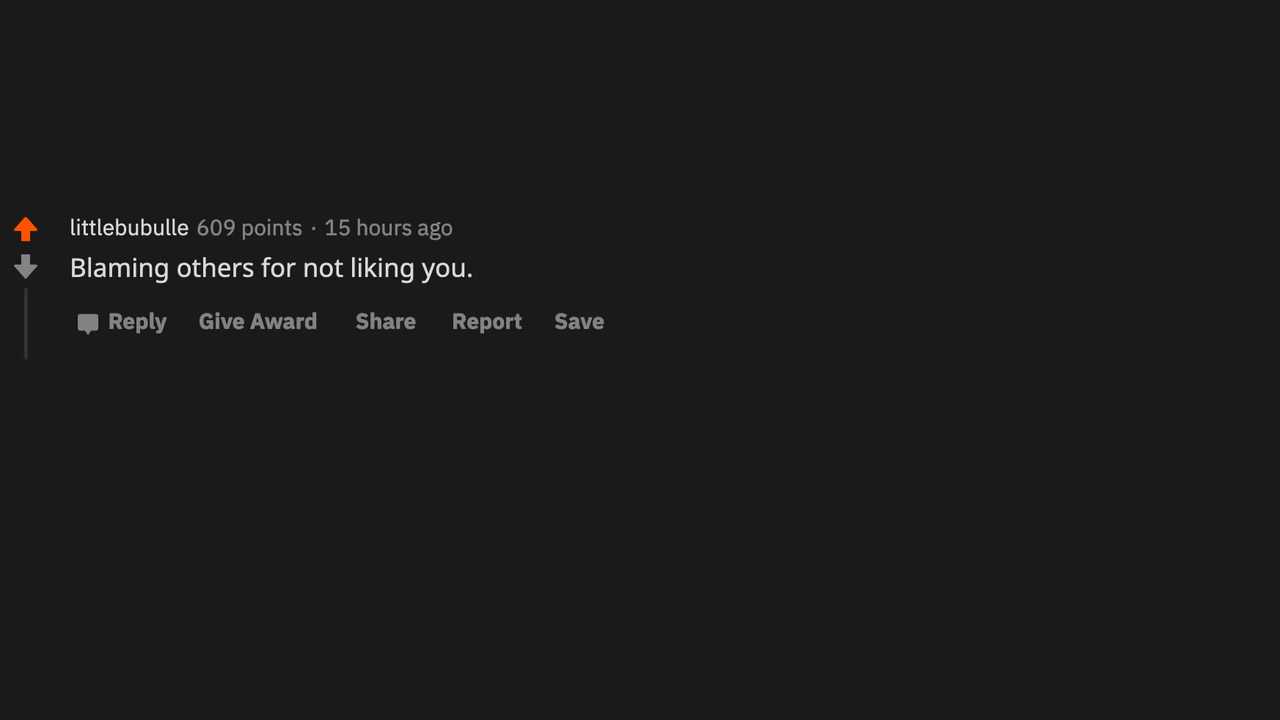 littlebubulle 609 points · 15 hours ago
Blaming others for not liking you.
Reply Give Award Share Report Save